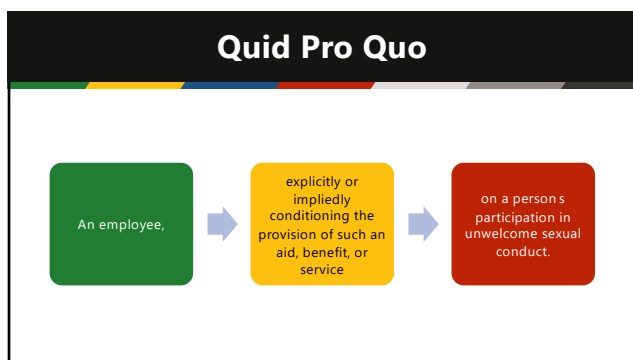 Quid Pro Quo
An employee,
explicitly or
impliedly
conditioning the
provision of such an
aid, benefit, or
service
on a person s
participation in
unwelcome sexual
conduct.